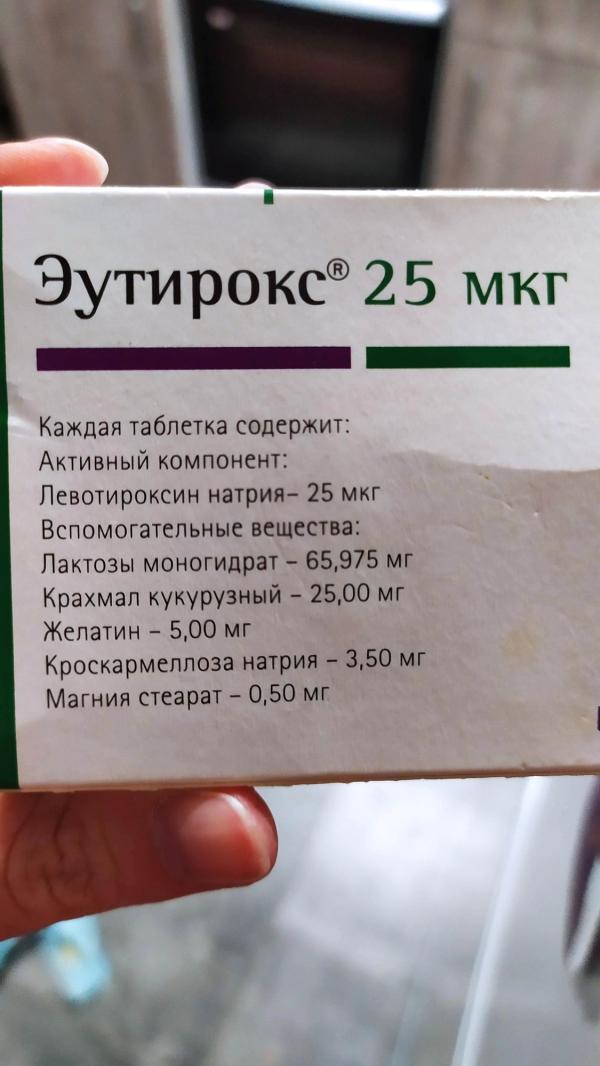 Эутирокс® 25 мкг
Каждая таблетка содержит:
Активный компонент:
Левотироксин натрия– 25 мкг
Вспомогательные вещества:
Лактозы моногидрат – 65,975 мг
Крахмал кукурузный – 25,00 мг
Желатин – 5,00 мг
Кроскармеллоза натрия – 3,50 мг
Магния стеарат – 0,50 мг